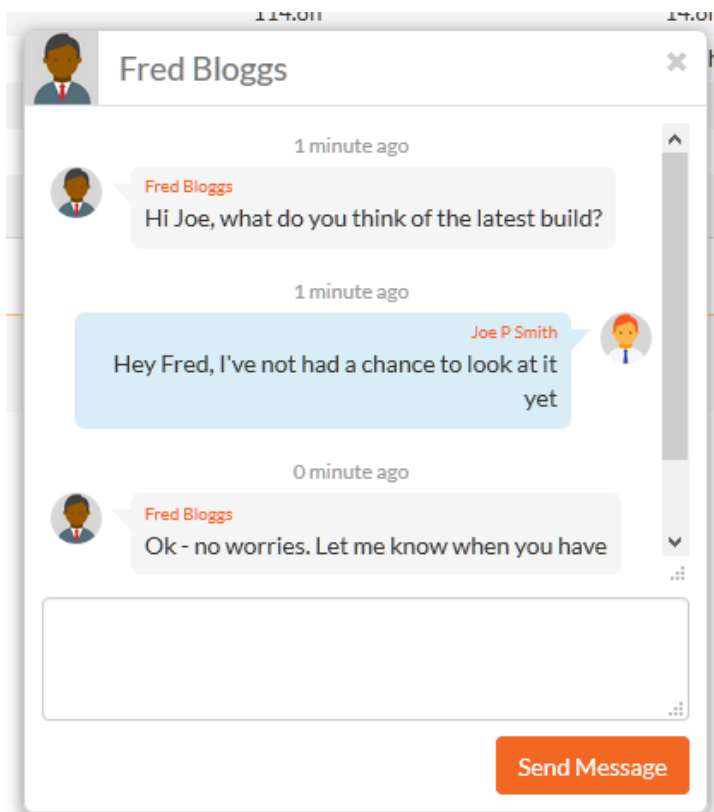 Fred Bloggs
1 minute ago
Fred Bloggs
Hi Joe, what do you think of the latest build?
1 minute ago
Joe P Smith
Hey Fred, I've not had a chance to look at it
yet
0 minute ago
Fred Bloggs
Ok - no worries. Let me know when you have
Send Message